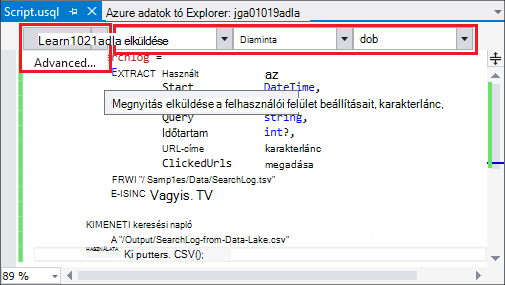 Script.usql Azure adatok tó Explorer: jga01019adla
Learn1021adla elküldése Diaminta dob
Advanced...
rchlog =
EXTRACT Használt az
Start DateTime,
Megnyitás elküldése a felhasználói felület beállításait, karakterlánc,
Query string,
Időtartam int?,
URL-címe karakterlánc
ClickedUrls megadása
FRWI "/ Samp1es/Data/SearchLog.tsv"
E-ISINC Vagyis. TV
KIMENETI keresési napló
A "/Output/SearchLog-from-Data-Lake.csv"
HASZNÁLATA Ki putters. CSV();
89 %